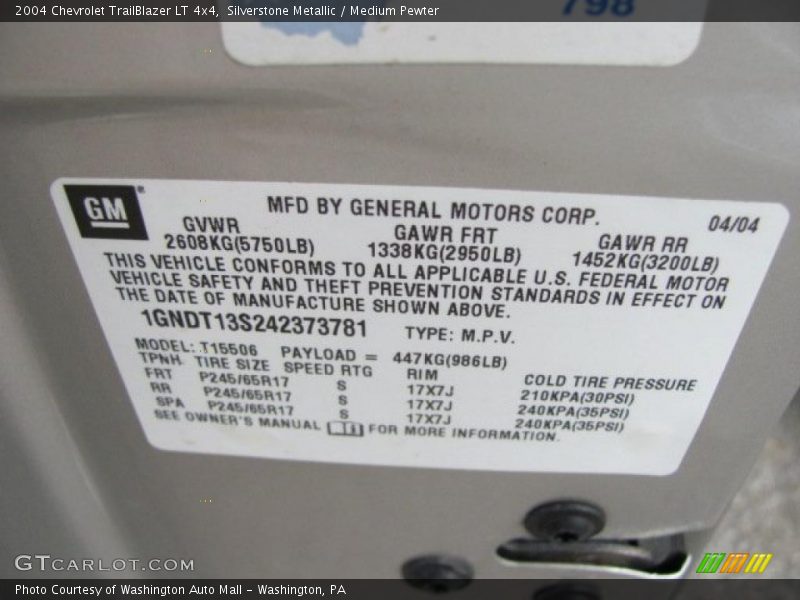 2004 Chevrolet TrailBlazer LT 4x4, Silverstone Metallic / Medium Pewter
798
GM®
MFD BY GENERAL MOTORS CORP. 04/04
GVWR GAWR FRT GAWR RR
2608KG(5750LB) 1338KG(2950LB) 1452KG(3200LB)
THIS VEHICLE CONFORMS TO ALL APPLICABLE U.S. FEDERAL MOTOR
VEHICLE SAFETY AND THEFT PREVENTION STANDARDS IN EFFECT ON
THE DATE OF MANUFACTURE SHOWN ABOVE.
1GNDT13S242373781 TYPE: M.P.V.
MODEL: T15506 PAYLOAD = 447KG(986LB)
TPNH TIRE SIZE SPEED RTG RIM COLD TIRE PRESSURE
FRT P245/65R17 S 17X7J 210KPA(30PSI)
RR P245/65R17 S 17X7J 240KPA(35PSI)
SPA P245/65R17 S 17X7J 240KPA(35PSI)
SEE OWNER'S MANUAL FOR MORE INFORMATION.
GTcarlot.com
Photo Courtesy of Washington Auto Mall - Washington, PA